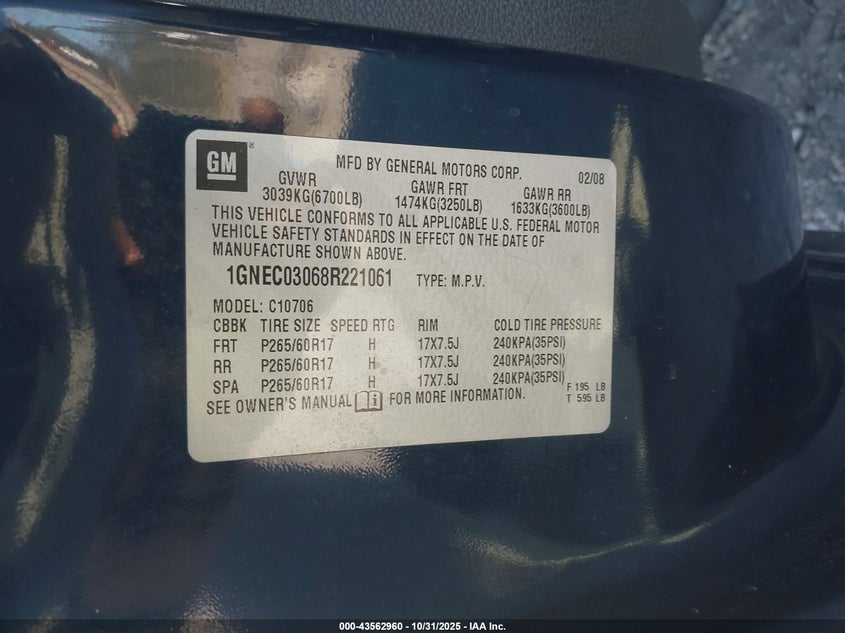 GM ®
MFD BY GENERAL MOTORS CORP. 02/08
GVWR GAWR FRT GAWR RR
3039KG(6700LB) 1474KG(3250LB) 1633KG(3600LB)
THIS VEHICLE CONFORMS TO ALL APPLICABLE U.S. FEDERAL MOTOR
VEHICLE SAFETY STANDARDS IN EFFECT ON THE DATE OF
MANUFACTURE SHOWN ABOVE.
1GNEC03068R221061 TYPE: M.P.V.
MODEL: C10706
CBBK TIRE SIZE SPEED RTG RIM COLD TIRE PRESSURE
FRT P265/60R17 H 17X7.5J 240KPA(35PSI)
RR P265/60R17 H 17X7.5J 240KPA(35PSI)
SPA P265/60R17 H 17X7.5J 240KPA(35PSI)
F 195 LB
SEE OWNER'S MANUAL FOR MORE INFORMATION. T 595 LB
000-43562960 - 10/31/2025 - IAA Inc.